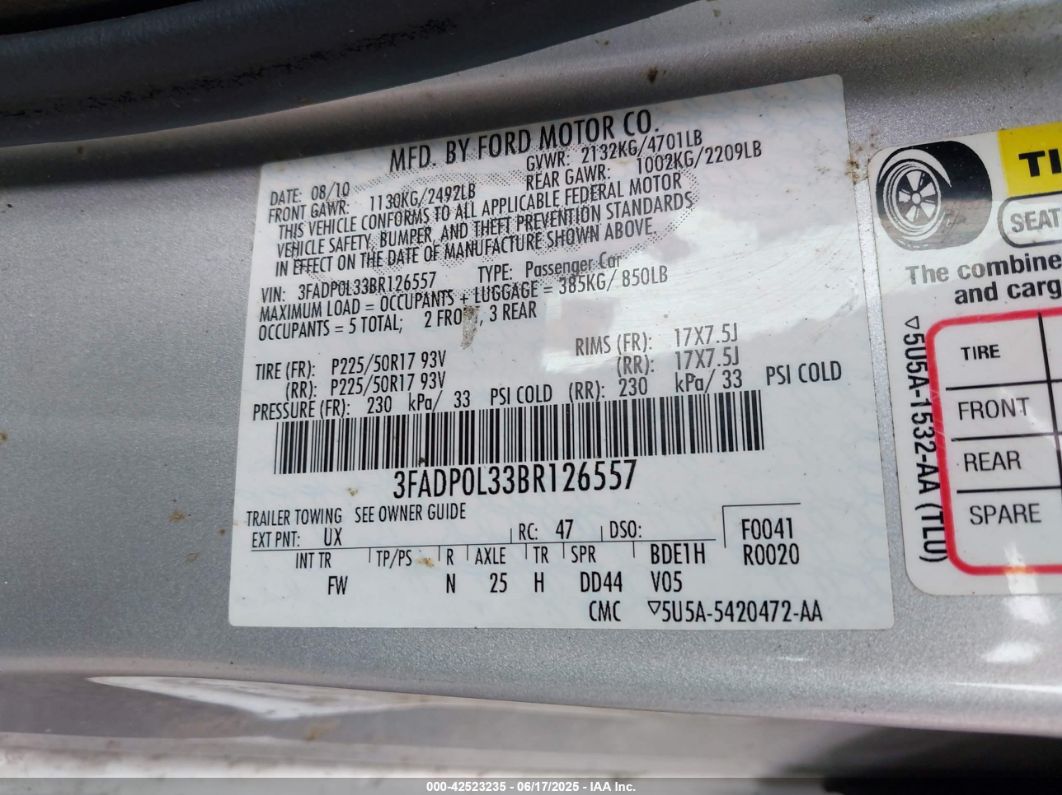 MFD. BY FORD MOTOR CO.
DATE: 08/10 GVWR: 2132KG/4701LB
FRONT GAWR: 1130KG/2492LB REAR GAWR: 1002KG/2209LB
THIS VEHICLE CONFORMS TO ALL APPLICABLE FEDERAL MOTOR
VEHICLE SAFETY, BUMPER, AND THEFT PREVENTION STANDARDS
IN EFFECT ON THE DATE OF MANUFACTURE SHOWN ABOVE.
VIN: 3FADP0L33BR126557 TYPE: Passenger Car
MAXIMUM LOAD = OCCUPANTS + LUGGAGE = 385KG/ 850LB
OCCUPANTS = 5 TOTAL; 2 FRONT, 3 REAR
TIRE (FR): P225/50R17 93V RIMS (FR): 17X7.5J
(RR): P225/50R17 93V (RR): 17X7.5J
PRESSURE (FR): 230 kPa/ 33 PSI COLD (RR): 230 kPa/ 33 PSI COLD
3FADP0L33BR126557
TRAILER TOWING SEE OWNER GUIDE
EXT PNT: UX RC: 47 DSO: F0041
INT TR TP/PS R AXLE TR SPR BDE1H R0020
FW N 25 H DD44 V05
CMC ▽5U5A-5420472-AA
TI
SEAT
The combine
and carg
TIRE
FRONT
REAR
SPARE
▽5U5A-1532-AA (TLU)
000-42523235 - 06/17/2025 - IAA Inc.